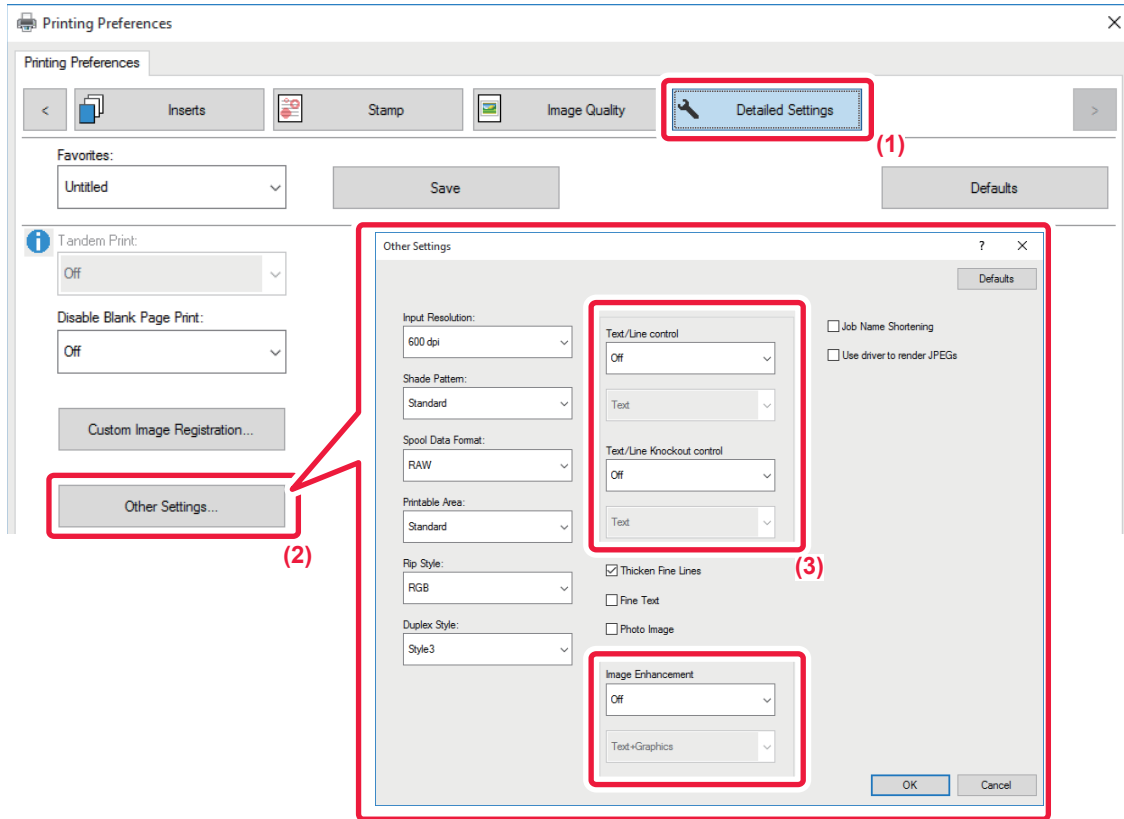 Printing Preferences
Printing Preferences
< Inserts Stamp Image Quality Detailed Settings >
(1)
Favorites:
Untitled Save Defaults
Tandem Print:
Off
Disable Blank Page Print:
Off
Custom Image Registration...
Other Settings...
(2)
Other Settings ?
Defaults
Input Resolution:
600 dpi
Shade Pattern:
Standard
Spool Data Format:
RAW
Printable Area:
Standard
Rip Style:
RGB
Duplex Style:
Style3
Text/Line control
Off
Text
Text/Line Knockout control
Off
Text
(3)
Thicken Fine Lines
Fine Text
Photo Image
Image Enhancement
Off
Text+Graphics
Job Name Shortening
Use driver to render JPEGs
OK Cancel